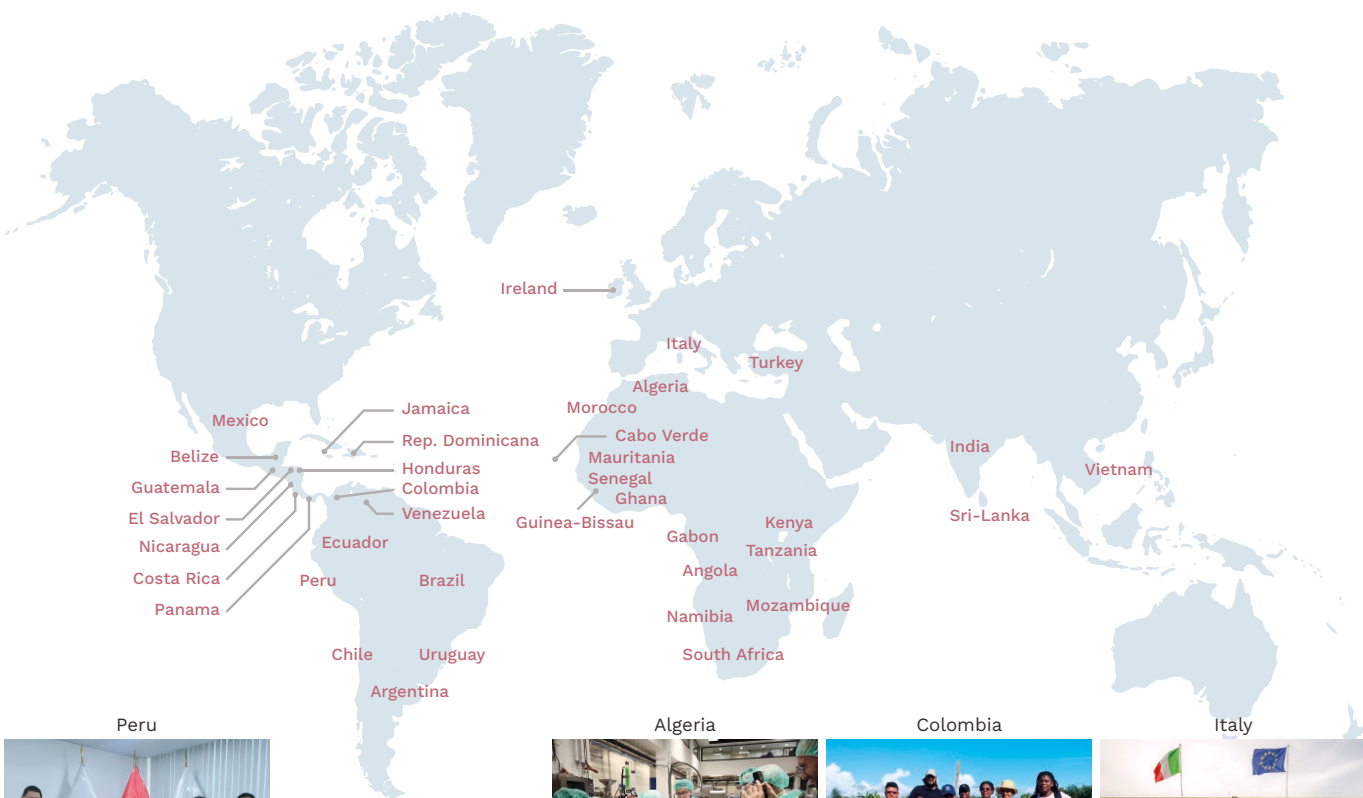 Ireland
Italy
Turkey
Algeria
Morocco
Mexico
Jamaica
Rep. Dominicana
Cabo Verde
Belize
Mauritania
India
Honduras
Vietnam
Guatemala
Senegal
Colombia
Ghana
El Salvador
Venezuela
Guinea-Bissau
Sri-Lanka
Kenya
Gabon
Nicaragua
Ecuador
Tanzania
Costa Rica
Peru
Brazil
Angola
Panama
Mozambique
Namibia
Chile
Uruguay
South Africa
Argentina
Peru
Algeria
Colombia
Italy